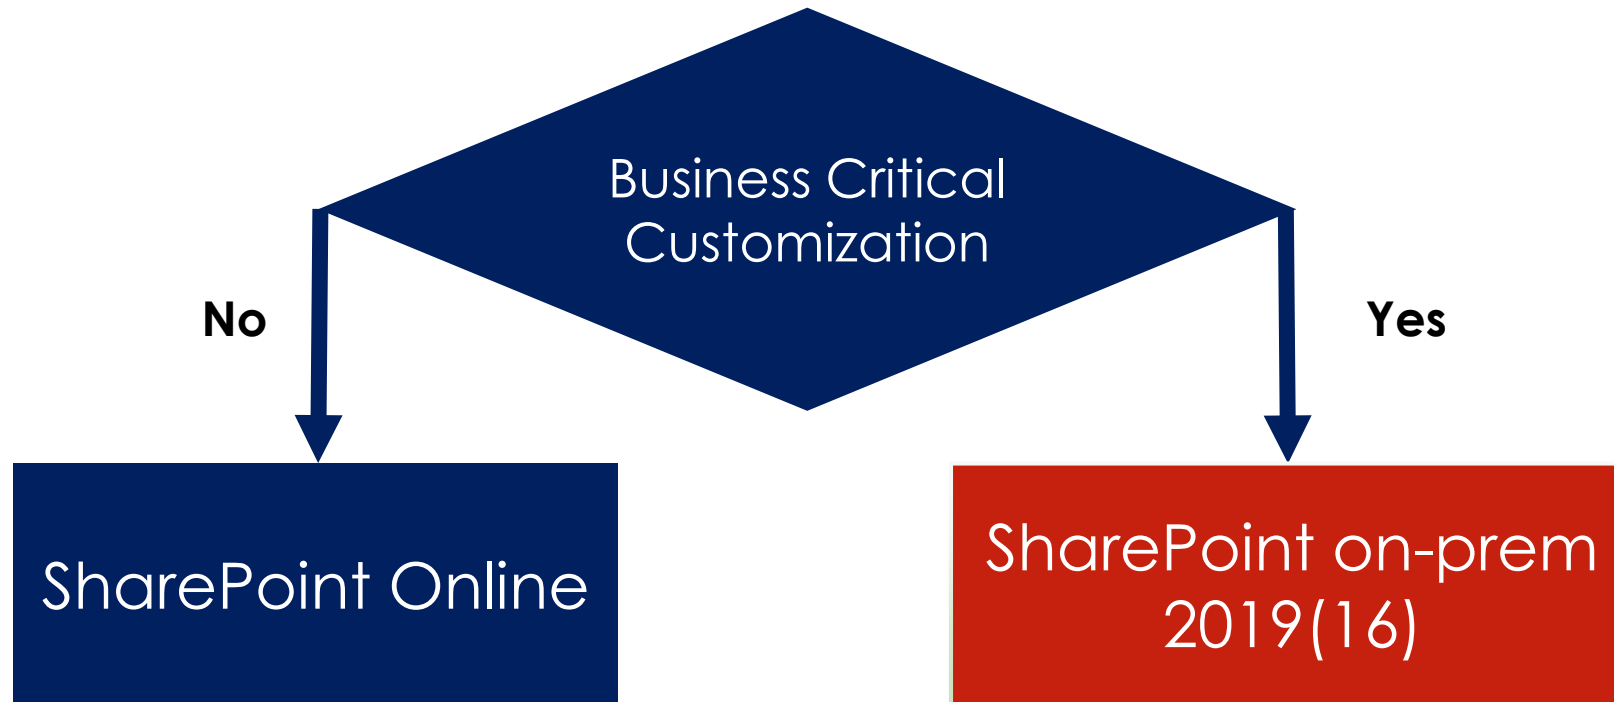 Business Critical
Customization
No
Yes
SharePoint Online
SharePoint on-prem
2019(16)